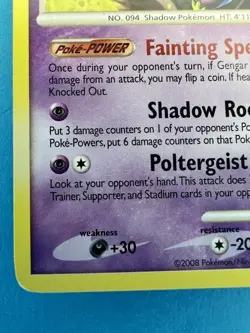 NO. 094 Shadow Pokémon HT: 4'11
Poké-POWER Fainting Spe
Once during your opponent's turn, if Gengar
damage from an attack, you may flip a coin. If hea
Knocked Out.
Shadow Roo
Put 3 damage counters on 1 of your opponent's Po
Poké-Powers, put 6 damage counters on that Pok
Poltergeist
Look at your opponent's hand. This attack does
Trainer, Supporter, and Stadium cards in your opp
weakness resistance
+30 -20
©2008 Pokémon/Nin